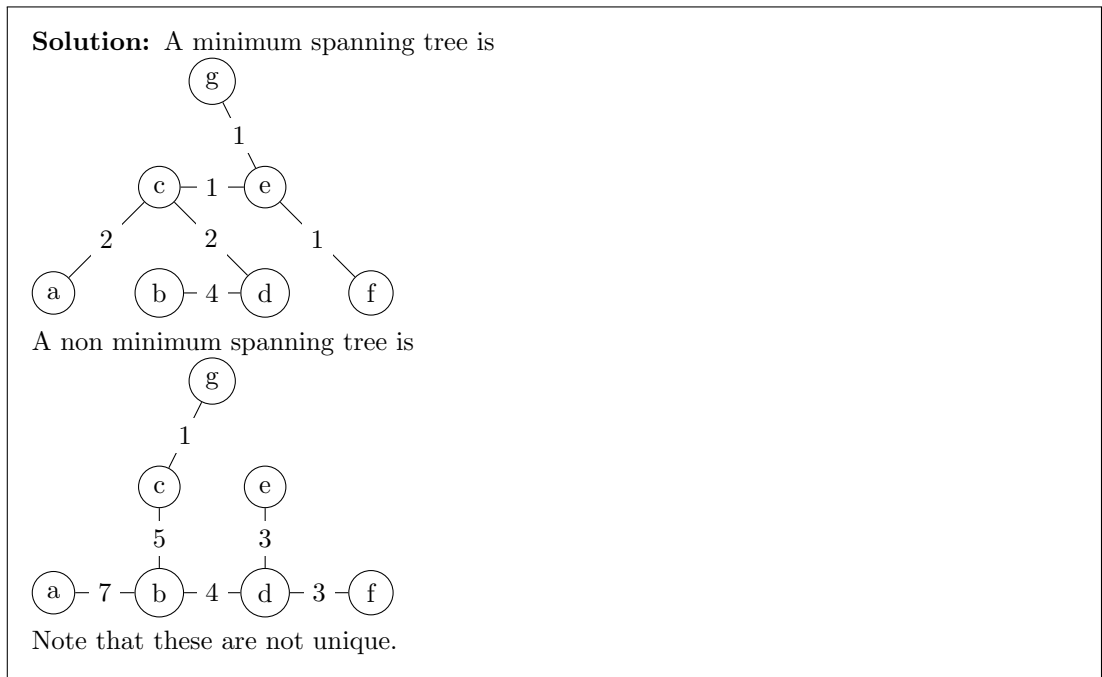 Solution: A minimum spanning tree is
g
1
c 1 e
2 2 1
a b 4 d f
A non minimum spanning tree is
g
1
c e
5 3
a 7 b 4 d 3 f
Note that these are not unique.